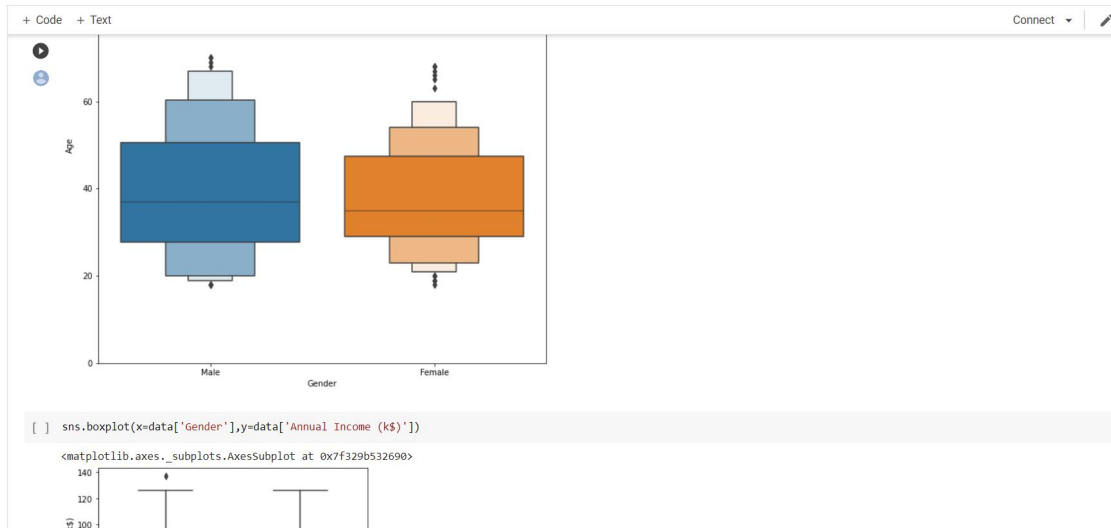 + Code + Text Connect
60
Age
40
20
0
Male Female
Gender
[ ] sns.boxplot(x=data['Gender'],y=data['Annual Income (k$)'])
<matplotlib.axes._subplots.AxesSubplot at 0x7f329b532690>
140
120
100
$)